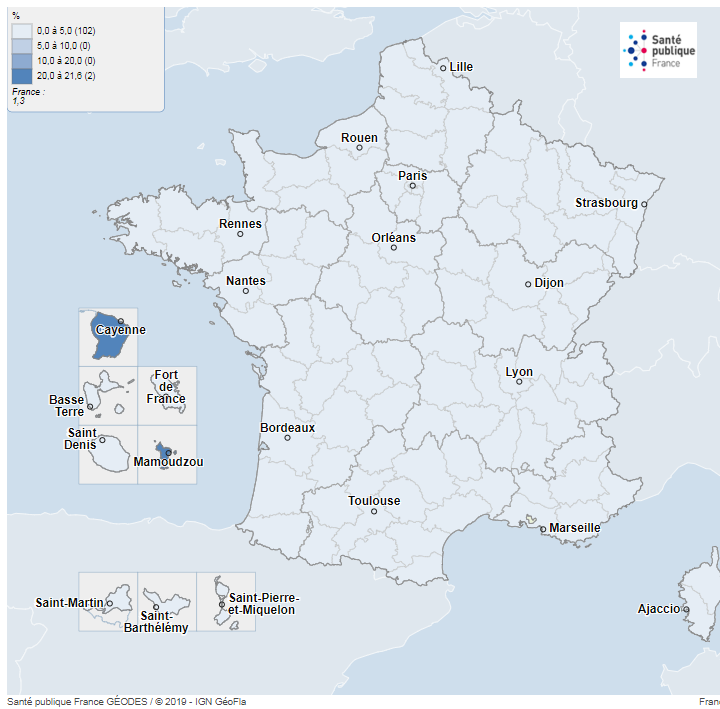 %
0,0 à 5,0 (102)
5,0 à 10,0 (0)
10,0 à 20,0 (0)
20,0 à 21,6 (2)
France :
1,3
Santé
publique
France
Lille
Rouen
Paris
Strasbourg
Rennes
Orléans
Nantes
Dijon
Cayenne
Lyon
Fort
de
France
Basse
Terre
Saint
Denis
Bordeaux
Mamoudzou
Toulouse
Marseille
Saint-Martin
Saint-
Barthélémy
Saint-Pierre-
et-Miquelon
Ajaccio
Santé publique France GÉODES / © 2019 - IGN GéoFla